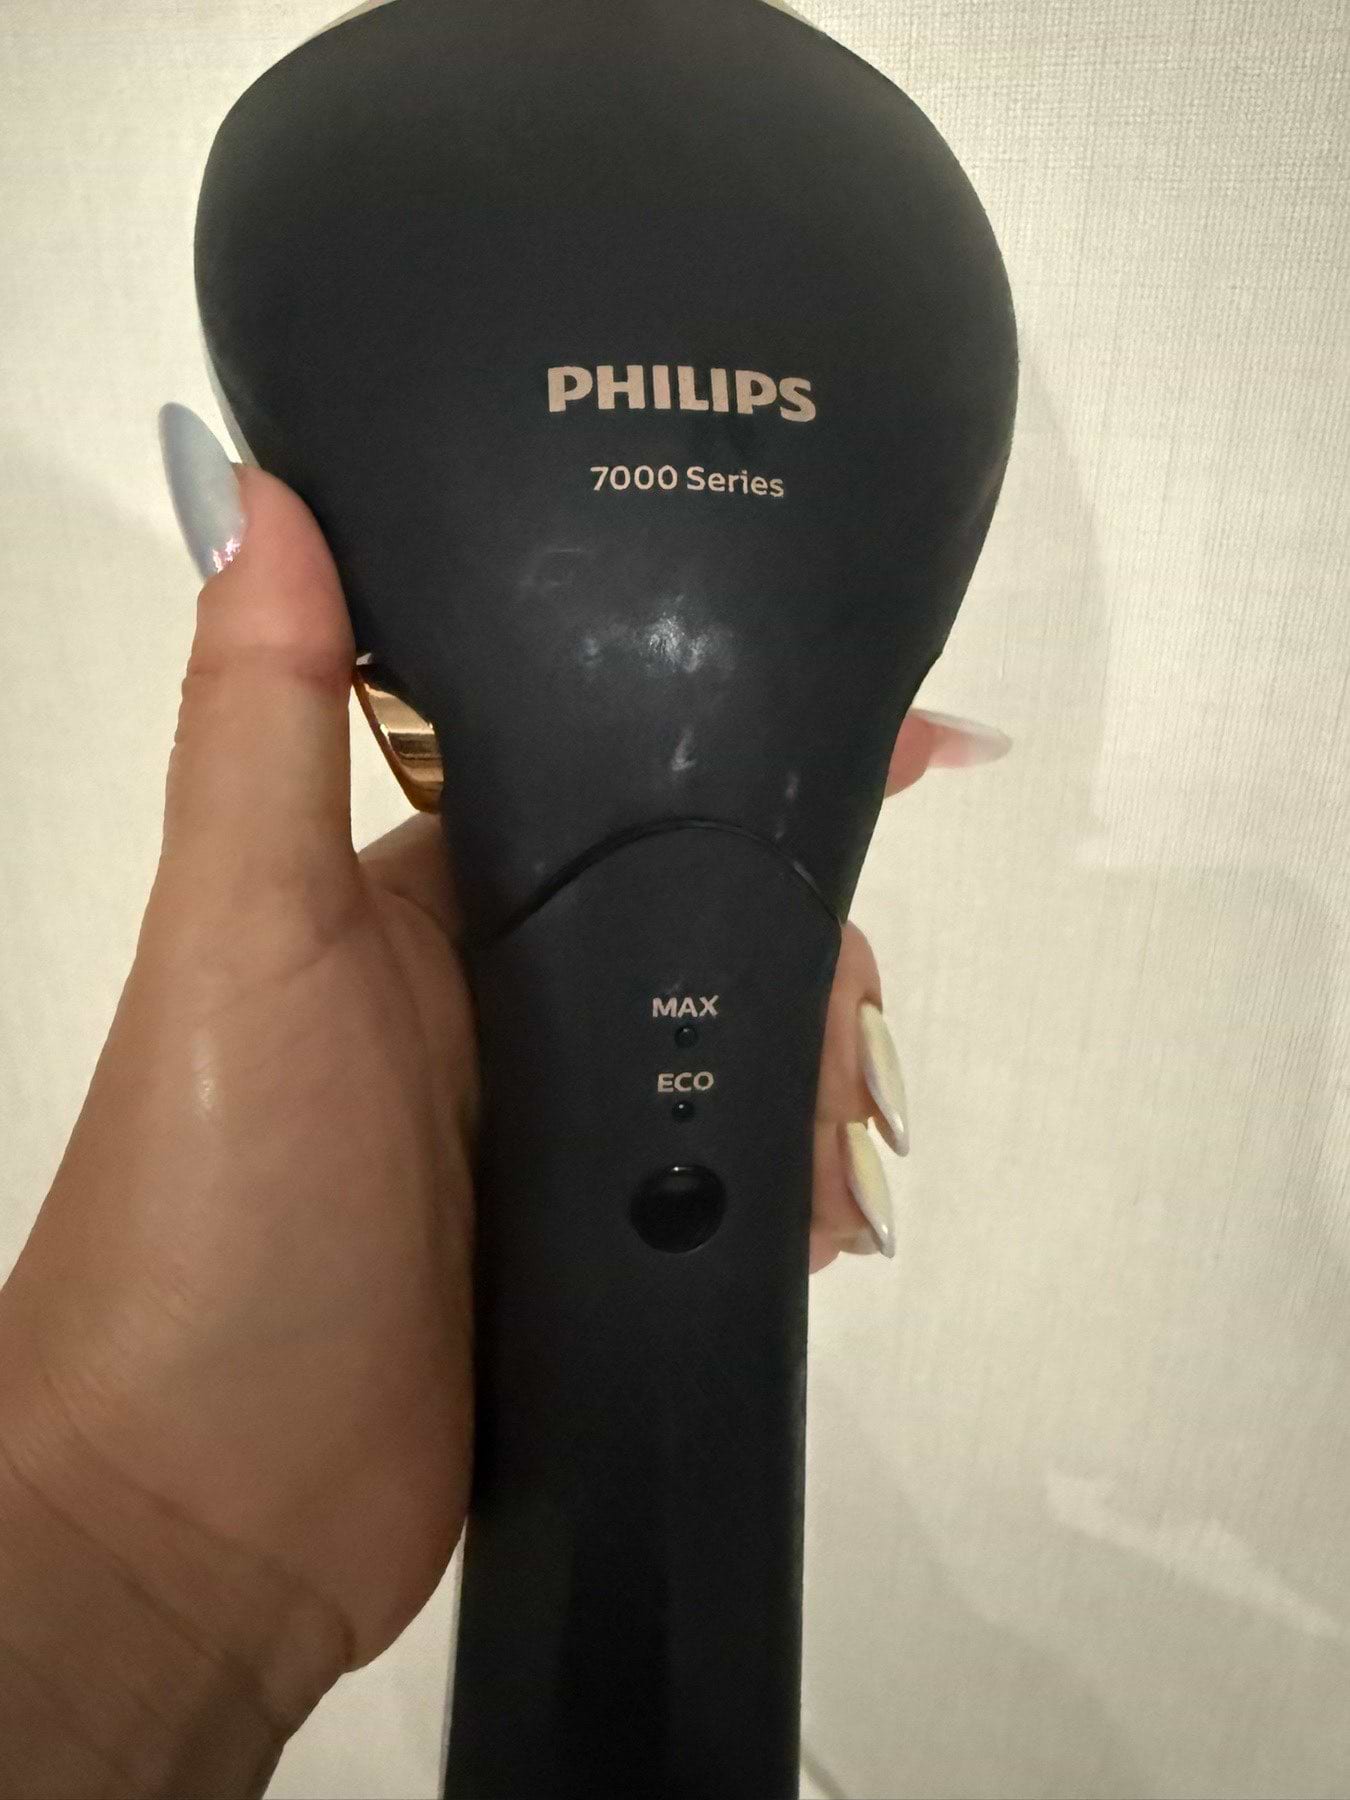 PHILIPS
7000 Series
MAX
ECO